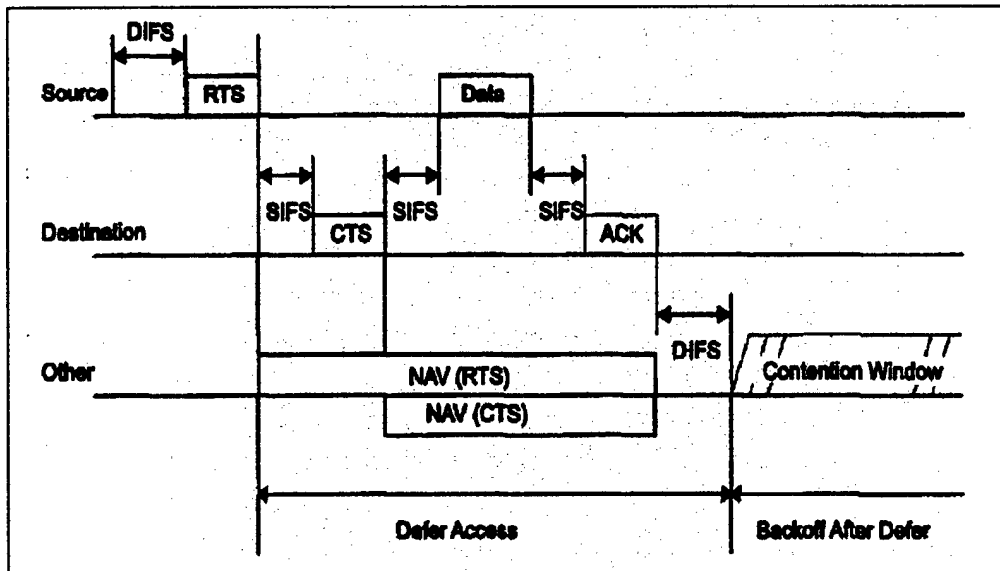 DIFS
Source
RTS
Data
SIFS
SIFS
SIFS
Destination
CTS
ACK
DIFS
Other
NAV (RTS)
Contention Window
NAV (CTS)
Defer Access
Backoff After Defer